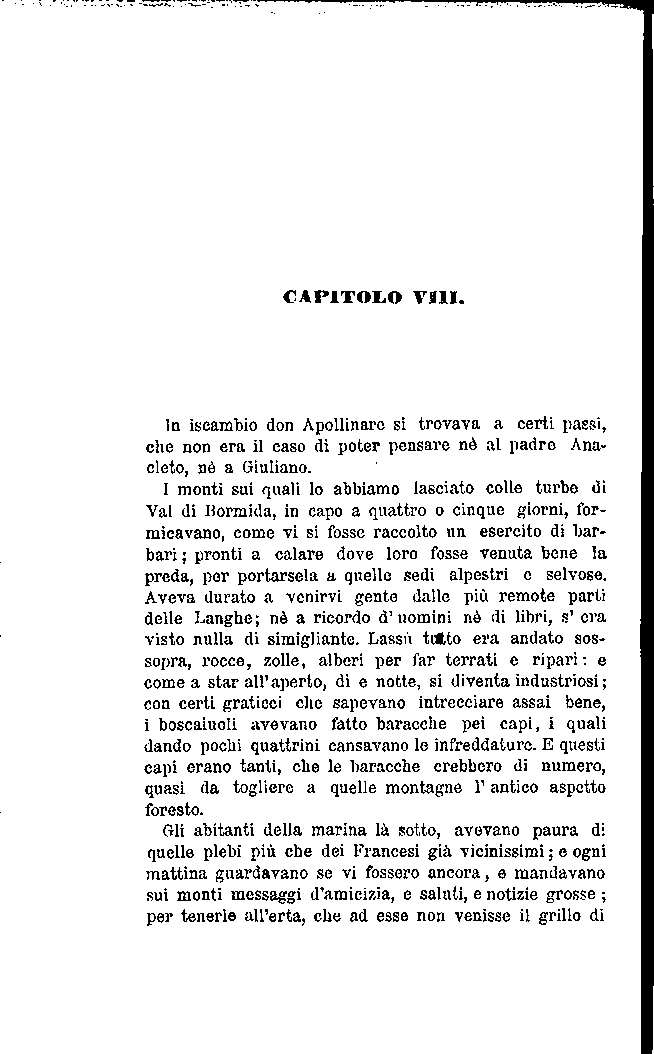 CAPITOLO VIII.
In iscambio don Apollinare si trovava a certi passi,
che non era il caso di poter pensare nè al padre Ana-
cleto, nè a Giuliano.
I monti sui quali lo abbiamo lasciato colle turbe di
Val di Bormida, in capo a quattro o cinque giorni, for-
micavano, come vi si fosse raccolto un esercito di bar-
bari; pronti a calare dove loro fosse venuta bene la
preda, per portarsela a quelle sedi alpestri e selvose.
Aveva durato a venirvi gente dalle più remote parti
delle Langhe; nè a ricordo d'uomini nè di libri, s'era
visto nulla di simigliante. Lassù tutto era andato sos-
sopra, rocce, zolle, alberi per far terrati e ripari: e
come a star all'aperto, dì e notte, si diventa industriosi;
con certi graticci che sapevano intrecciare assai bene,
i boscaiuoli avevano fatto baracche pei capi, i quali
dando pochi quattrini cansavano le infreddature. E questi
capi erano tanti, che le baracche crebbero di numero,
quasi da togliere a quelle montagne l'antico aspetto
foresto.
Gli abitanti della marina là sotto, avevano paura di
quelle plebi più che dei Francesi già vicinissimi; e ogni
mattina guardavano se vi fossero ancora, e mandavano
sui monti messaggi d'amicizia, e saluti, e notizie grosse;
per tenerle all'erta, che ad esse non venisse il grillo di